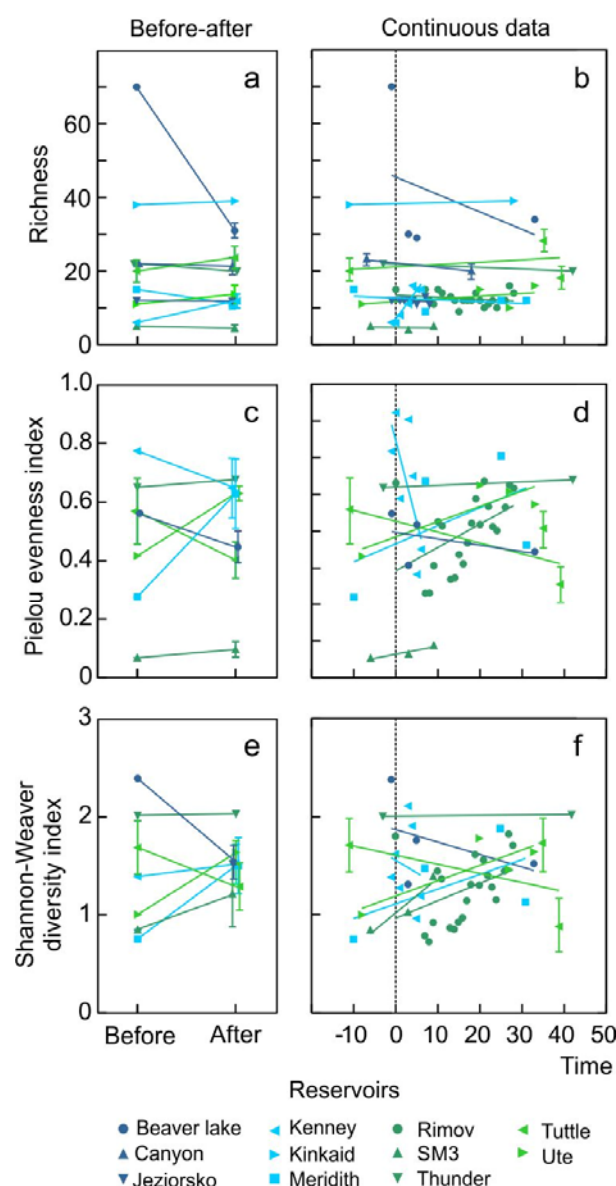 Before-after Continuous data
a b
Richness
60
40
20
0
c d
Pielou evenness index
1.0
0.8
0.6
0.4
0.2
0
e f
Shannon-Weaver
diversity index
3
2
1
0
Before After -10 0 10 20 30 40 50
Time
Reservoirs
Beaver lake Kenney Rimov Tuttle
Canyon Kinkaid SM3 Ute
Jeziorsko Meridith Thunder